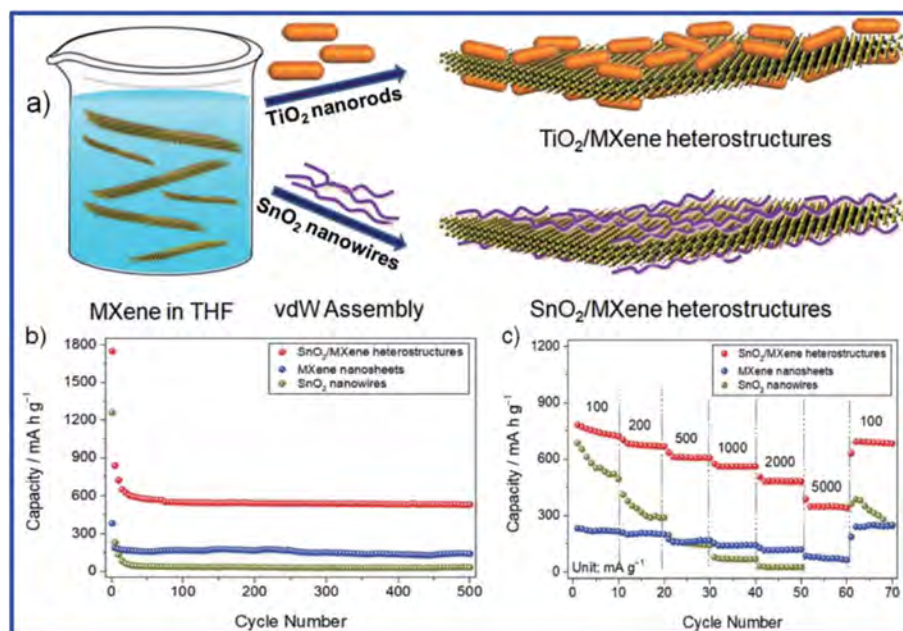 a)
TiO₂ nanorods
TiO₂/MXene heterostructures
SnO₂ nanowires
MXene in THF
vdW Assembly
SnO₂/MXene heterostructures
b)
1800
1500
1200
900
600
300
0
Capacity / mA h g⁻¹
SnO₂/MXene heterostructures
MXene nanosheets
SnO₂ nanowires
0
100
200
300
400
500
Cycle Number
c)
1200
900
600
300
0
Capacity / mA h g⁻¹
SnO₂/MXene heterostructures
MXene nanosheets
SnO₂ nanowires
100
200
500
1000
2000
5000
100
Unit: mA g⁻¹
0
10
20
30
40
50
60
70
Cycle Number